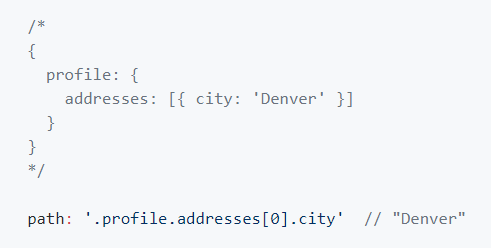 /*
{
  profile: {
    addresses: [{ city: 'Denver' }]
  }
}
*/
path: '.profile.addresses[0].city'  // "Denver"